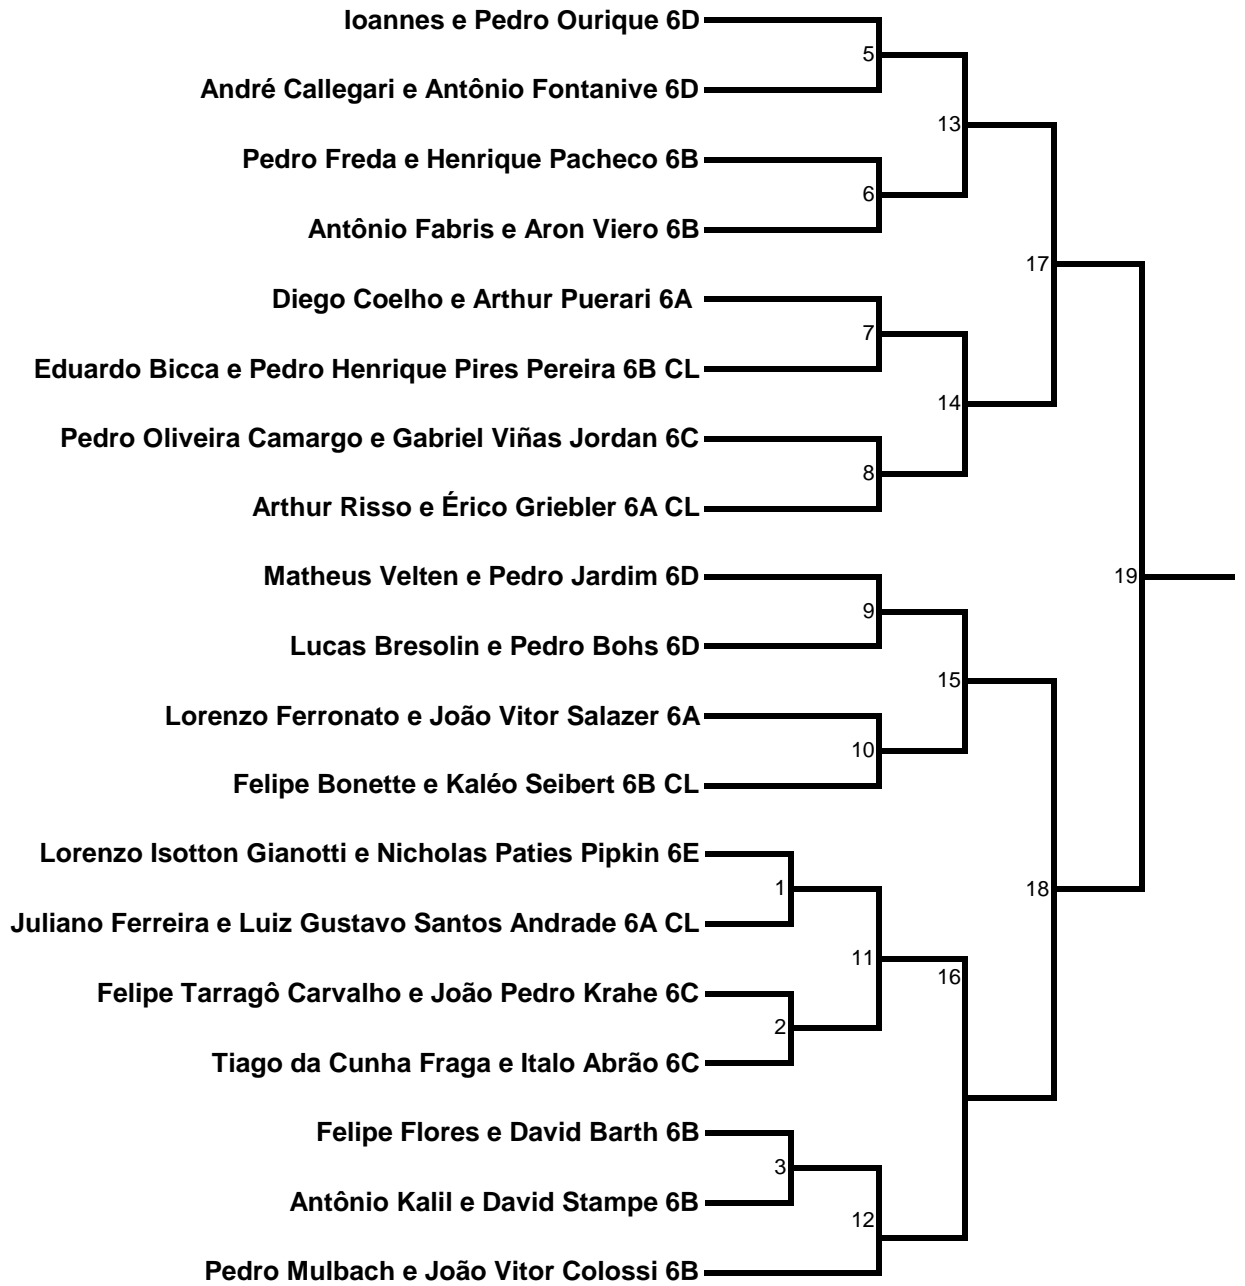 Ioannes e Pedro Ourique 6D
5
André Callegari e Antônio Fontanive 6D
13
Pedro Freda e Henrique Pacheco 6B
6
Antônio Fabris e Aron Viero 6B
17
Diego Coelho e Arthur Puerari 6A
7
Eduardo Bicca e Pedro Henrique Pires Pereira 6B CL
14
Pedro Oliveira Camargo e Gabriel Viñas Jordan 6C
8
Arthur Risso e Érico Griebler 6A CL
Matheus Velten e Pedro Jardim 6D
19
9
Lucas Bresolin e Pedro Bohs 6D
15
Lorenzo Ferronato e João Vitor Salazer 6A
10
Felipe Bonette e Kaléo Seibert 6B CL
Lorenzo Isotton Gianotti e Nicholas Paties Pipkin 6E
1
18
Juliano Ferreira e Luiz Gustavo Santos Andrade 6A CL
11
16
Felipe Tarragô Carvalho e João Pedro Krahe 6C
2
Tiago da Cunha Fraga e Italo Abrão 6C
Felipe Flores e David Barth 6B
3
Antônio Kalil e David Stampe 6B
12
Pedro Mulbach e João Vitor Colossi 6B